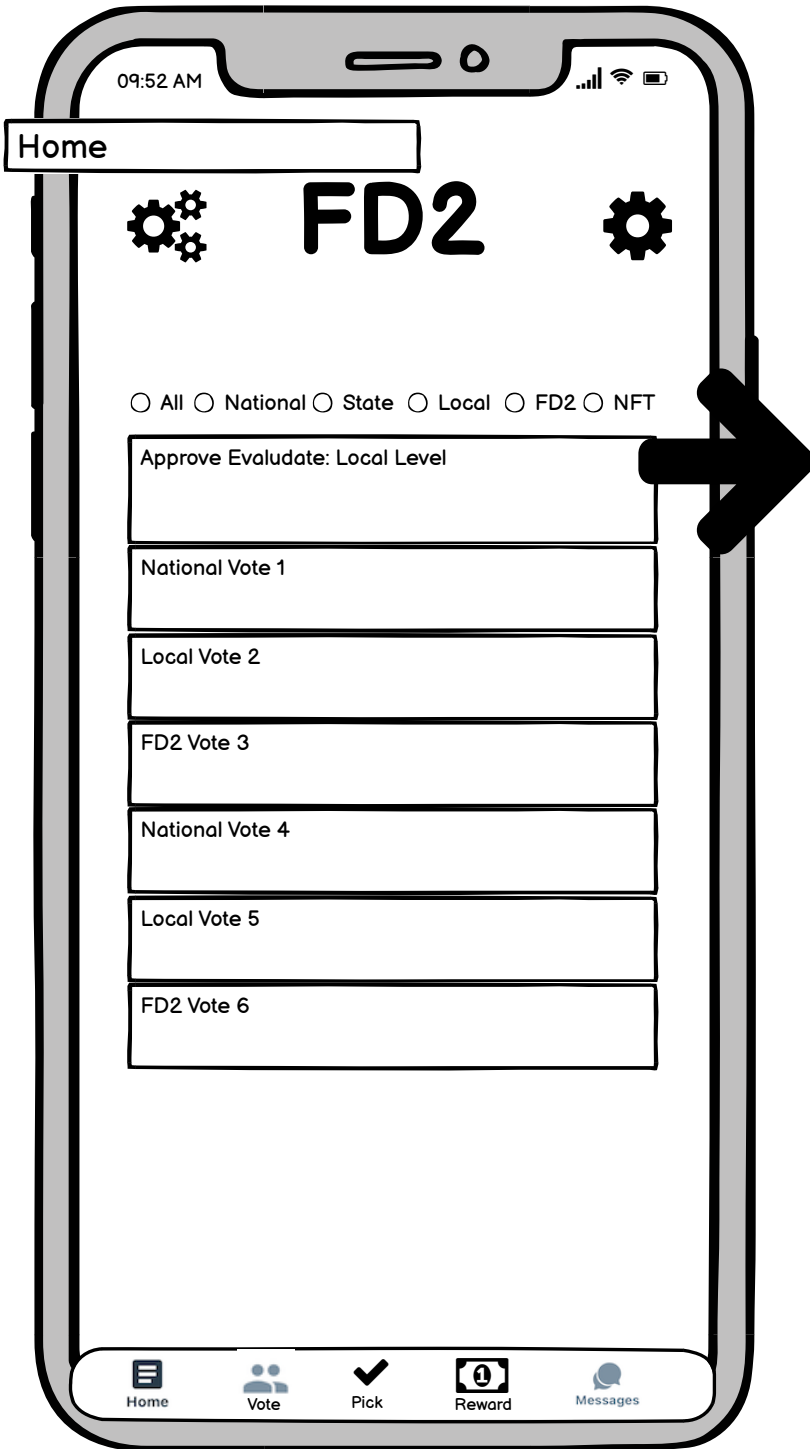 09:52 AM
Home
FD2
All National State Local FD2 NFT
Approve Evaludate: Local Level
National Vote 1
Local Vote 2
FD2 Vote 3
National Vote 4
Local Vote 5
FD2 Vote 6
1
Home Vote Pick Reward Messages